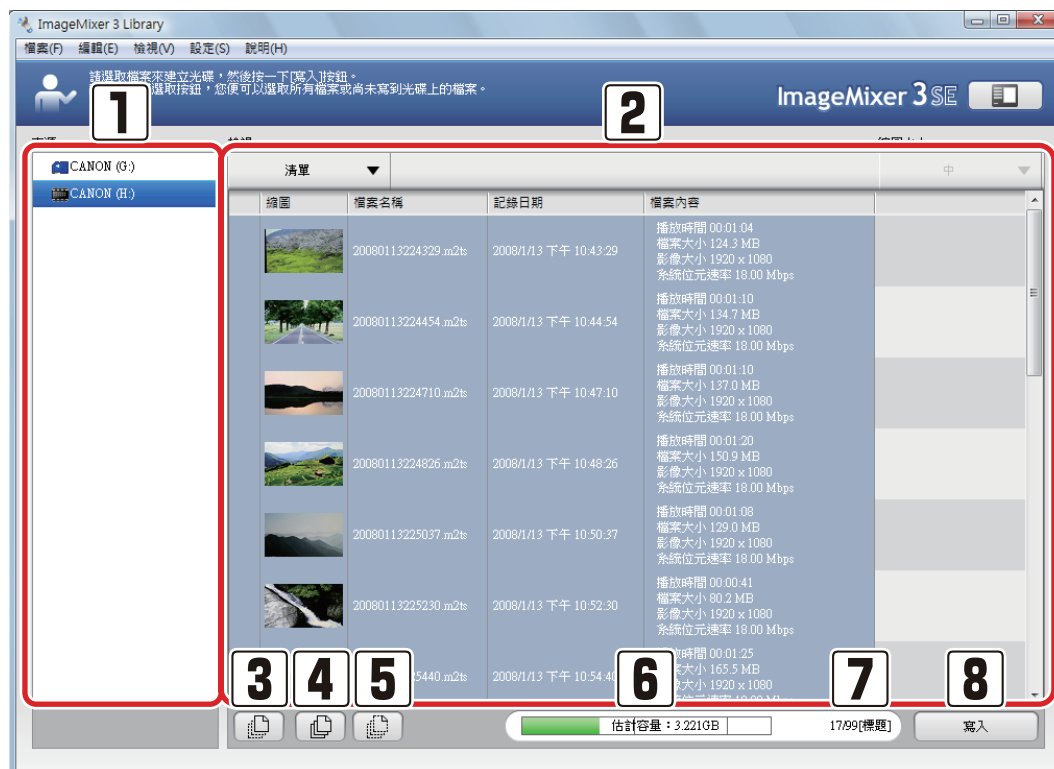 ImageMixer 3 Library
檔案(F) 編輯(E) 檢視(V) 設定(S) 說明(H)
請選取檔案來建立光碟，然後按一下[寫入]按鈕。
選取按鈕，您便可以選取所有檔案或尚未寫到光碟上的檔案。
ImageMixer 3 SE
1
2
CANON (G:)
CANON (H:)
清單 ▼ 中 ▼
縮圖 檔案名稱 記錄日期 檔案內容
播放時間 00:01:04
檔案大小 124.3 MB
20080113224329.m2ts 2008/1/13 下午 10:43:29
影像大小 1920 x 1080
系統位元速率 18.00 Mbps
播放時間 00:01:10
檔案大小 134.7 MB
20080113224454.m2ts 2008/1/13 下午 10:44:54
影像大小 1920 x 1080
系統位元速率 18.00 Mbps
播放時間 00:01:10
檔案大小 137.0 MB
20080113224710.m2ts 2008/1/13 下午 10:47:10
影像大小 1920 x 1080
系統位元速率 18.00 Mbps
播放時間 00:01:20
檔案大小 150.9 MB
20080113224826.m2ts 2008/1/13 下午 10:48:26
影像大小 1920 x 1080
系統位元速率 18.00 Mbps
播放時間 00:01:08
檔案大小 129.0 MB
20080113225037.m2ts 2008/1/13 下午 10:50:37
影像大小 1920 x 1080
系統位元速率 18.00 Mbps
播放時間 00:00:41
檔案大小 80.2 MB
20080113225230.m2ts 2008/1/13 下午 10:52:30
影像大小 1920 x 1080
系統位元速率 18.00 Mbps
時間 00:01:25
大小 165.5 MB
5440.m2ts 2008/1/13 下午 10:54:40
大小 1920 x 1080
3 4 5 6 7 8
估計容量：3.221GB 17/99[標題] 寫入